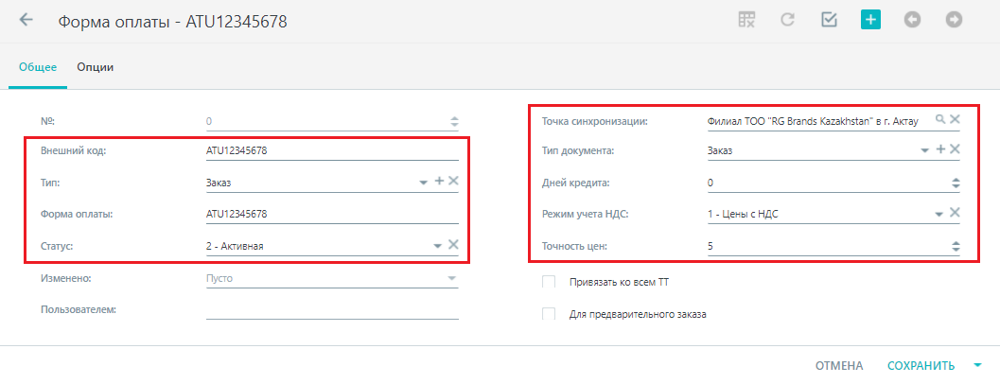 Форма оплаты - ATU12345678
Общее
Опции
№:
0
Внешний код:
ATU12345678
Тип:
Заказ
Форма оплаты:
ATU12345678
Статус:
2 - Активная
Изменено:
Пусто
Пользователем:
Точка синхронизации:
Филиал ТОО "RG Brands Kazakhstan" в г. Актау
Тип документа:
Заказ
Дней кредита:
0
Режим учета НДС:
1 - Цены с НДС
Точность цен:
5
Привязать ко всем ТТ
Для предварительного заказа
ОТМЕНА
СОХРАНИТЬ